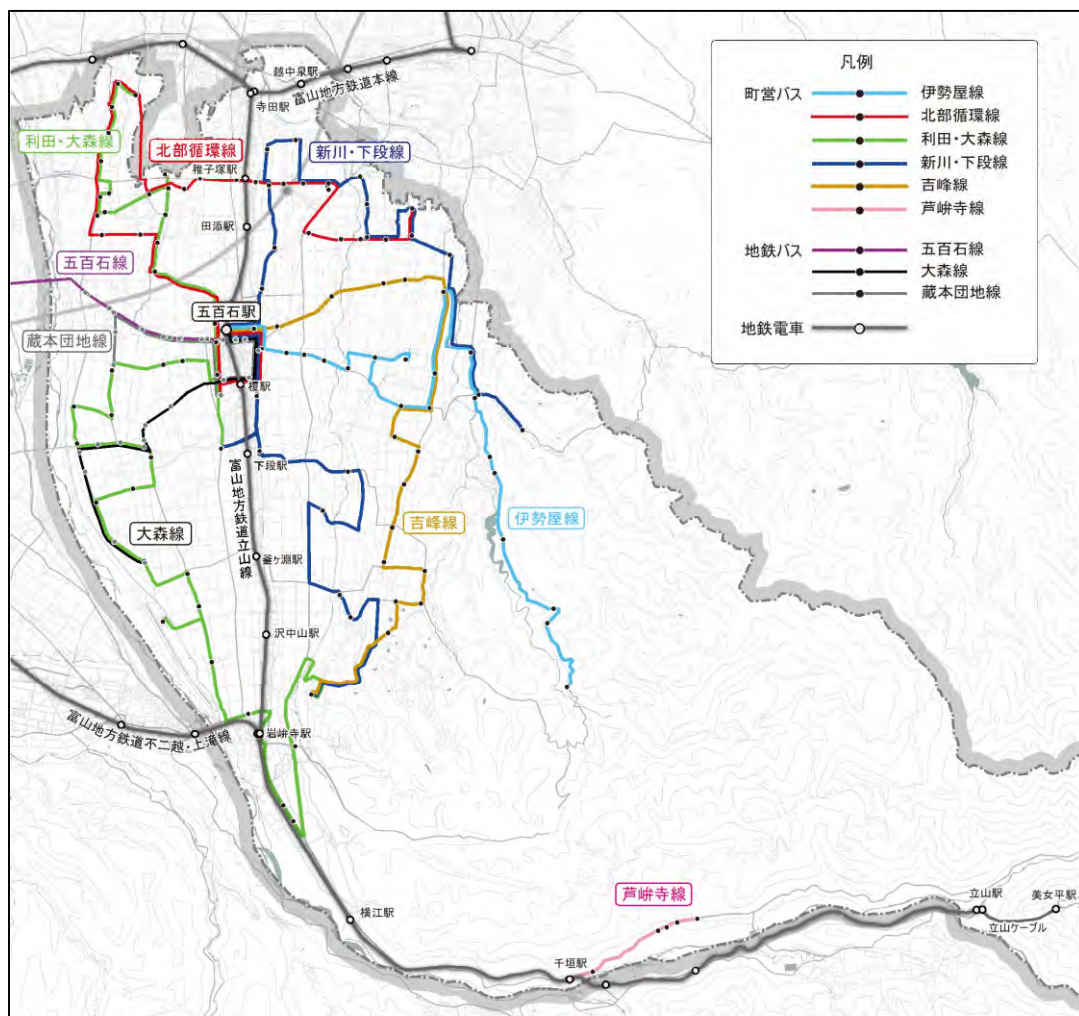 凡例
町営バス
伊勢屋線
北部循環線
利田・大森線
新川・下段線
吉峰線
芦峅寺線
地鉄バス
五百石線
大森線
蔵本団地線
地鉄電車
越中泉駅
富山地方鉄道本線
寺田駅
利田・大森線
北部循環線
新川・下段線
稚子塚駅
田添駅
五百石線
五百石駅
蔵本団地線
榎駅
下段駅
富山地方鉄道立山線
大森線
吉峰線
伊勢屋線
釜ヶ淵駅
沢中山駅
富山地方鉄道不二越・上滝線
岩峅寺駅
横江駅
芦峅寺線
千垣駅
立山駅
美女平駅
立山ケーブル